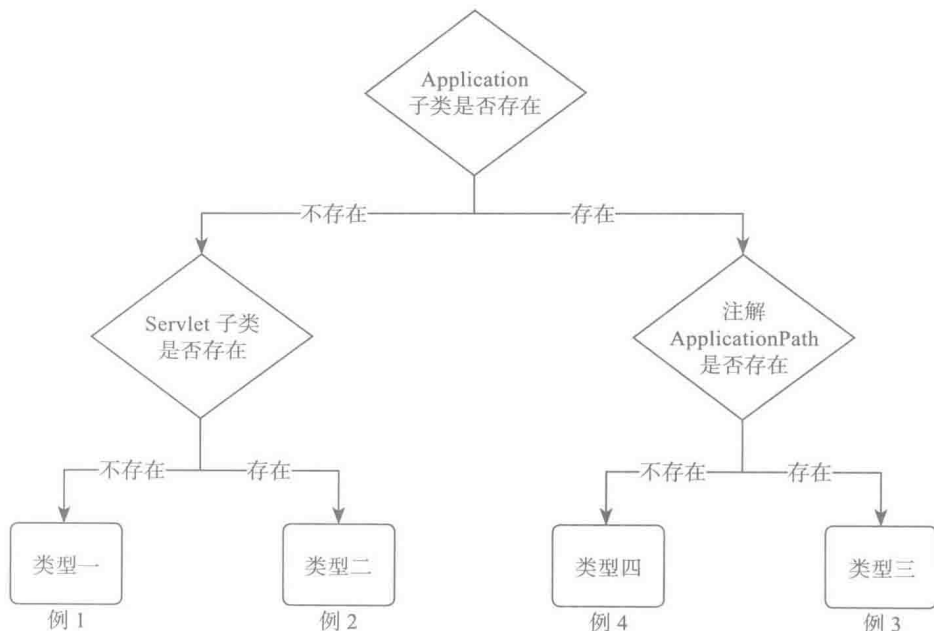 Application
子类是否存在
不存在
存在
Servlet 子类
是否存在
注解
ApplicationPath
是否存在
不存在
存在
不存在
存在
类型一
类型二
类型四
类型三
例 1
例 2
例 4
例 3